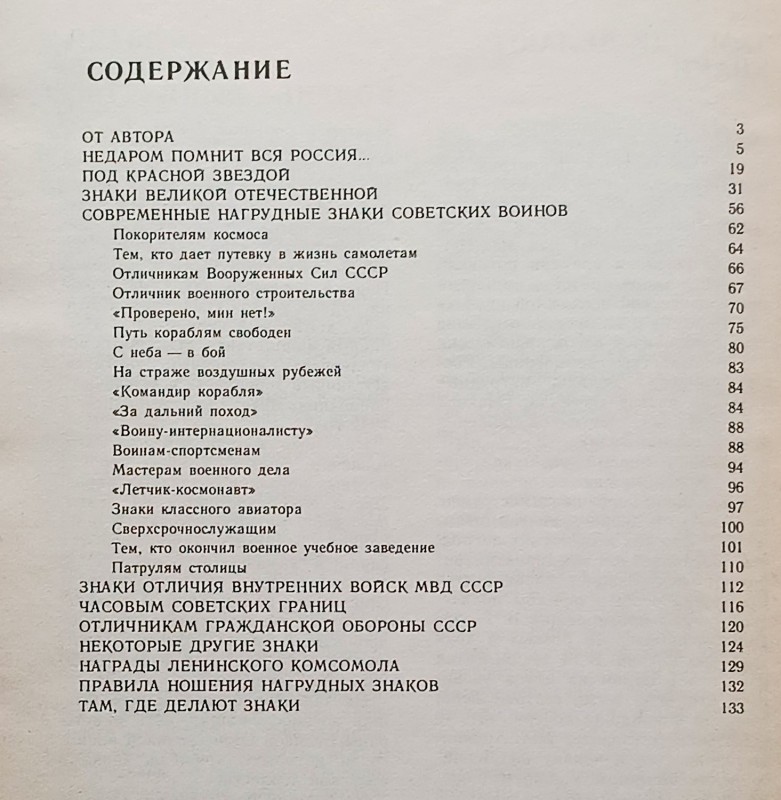 СОДЕРЖАНИЕ
ОТ АВТОРА 3
НЕДАРОМ ПОМНИТ ВСЯ РОССИЯ... 5
ПОД КРАСНОЙ ЗВЕЗДОЙ 19
ЗНАКИ ВЕЛИКОЙ ОТЕЧЕСТВЕННОЙ 31
СОВРЕМЕННЫЕ НАГРУДНЫЕ ЗНАКИ СОВЕТСКИХ ВОИНОВ 56
Покорителям космоса 62
Тем, кто дает путевку в жизнь самолетам 64
Отличникам Вооруженных Сил СССР 66
Отличник военного строительства 67
«Проверено, мин нет!» 70
Путь кораблям свободен 75
С неба — в бой 80
На страже воздушных рубежей 83
«Командир корабля» 84
«За дальний поход» 84
«Воину-интернационалисту» 88
Воинам-спортсменам 88
Мастерам военного дела 94
«Летчик-космонавт» 96
Знаки классного авиатора 97
Сверхсрочнослужащим 100
Тем, кто окончил военное учебное заведение 101
Патрулям столицы 110
ЗНАКИ ОТЛИЧИЯ ВНУТРЕННИХ ВОЙСК МВД СССР 112
ЧАСОВЫМ СОВЕТСКИХ ГРАНИЦ 116
ОТЛИЧНИКАМ ГРАЖДАНСКОЙ ОБОРОНЫ СССР 120
НЕКОТОРЫЕ ДРУГИЕ ЗНАКИ 124
НАГРАДЫ ЛЕНИНСКОГО КОМСОМОЛА 129
ПРАВИЛА НОШЕНИЯ НАГРУДНЫХ ЗНАКОВ 132
ТАМ, ГДЕ ДЕЛАЮТ ЗНАКИ 133